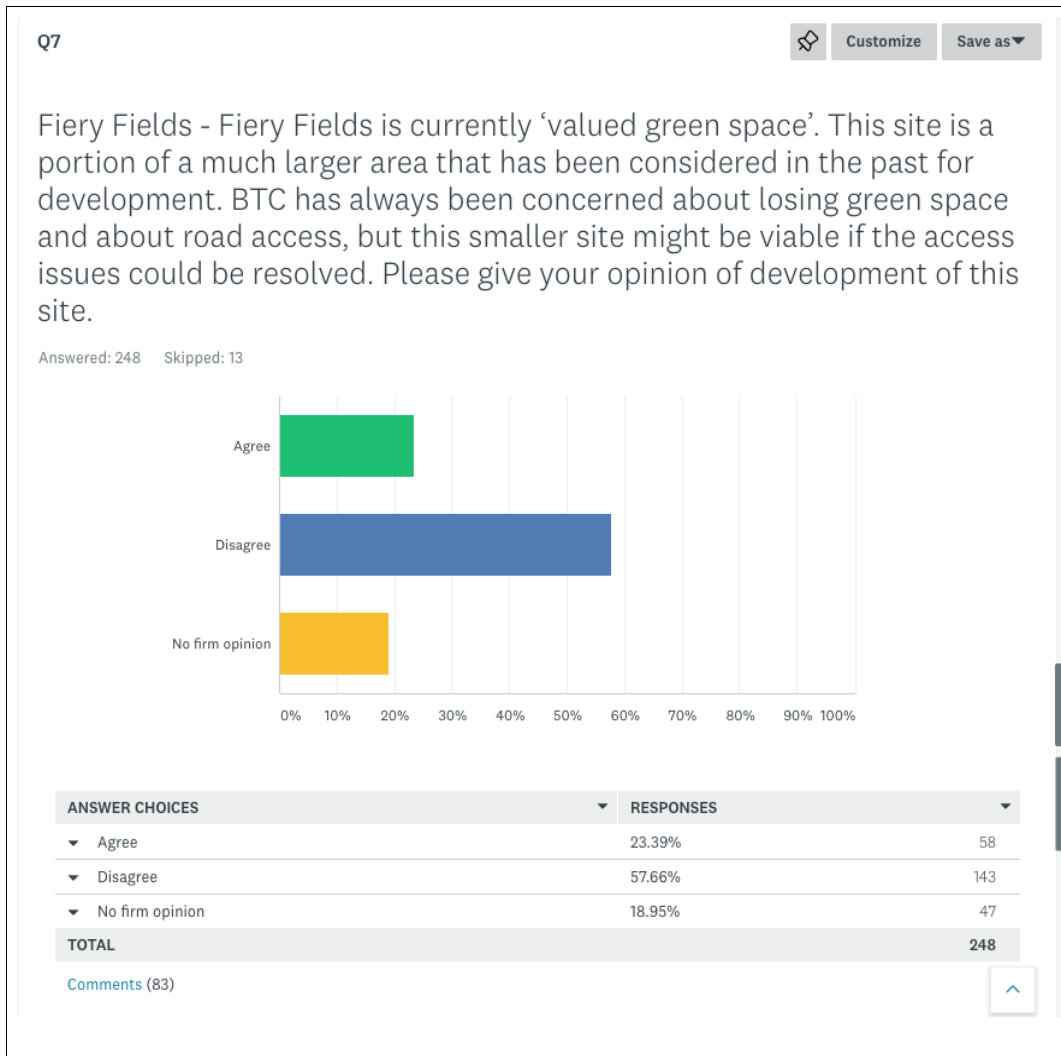 Q7
Customize
Save as
Fiery Fields - Fiery Fields is currently ‘valued green space’. This site is a
portion of a much larger area that has been considered in the past for
development. BTC has always been concerned about losing green space
and about road access, but this smaller site might be viable if the access
issues could be resolved. Please give your opinion of development of this
site.
Answered: 248 Skipped: 13
Agree
Disagree
No firm opinion
0% 10% 20% 30% 40% 50% 60% 70% 80% 90% 100%
ANSWER CHOICES RESPONSES
Agree 23.39% 58
Disagree 57.66% 143
No firm opinion 18.95% 47
TOTAL 248
Comments (83)